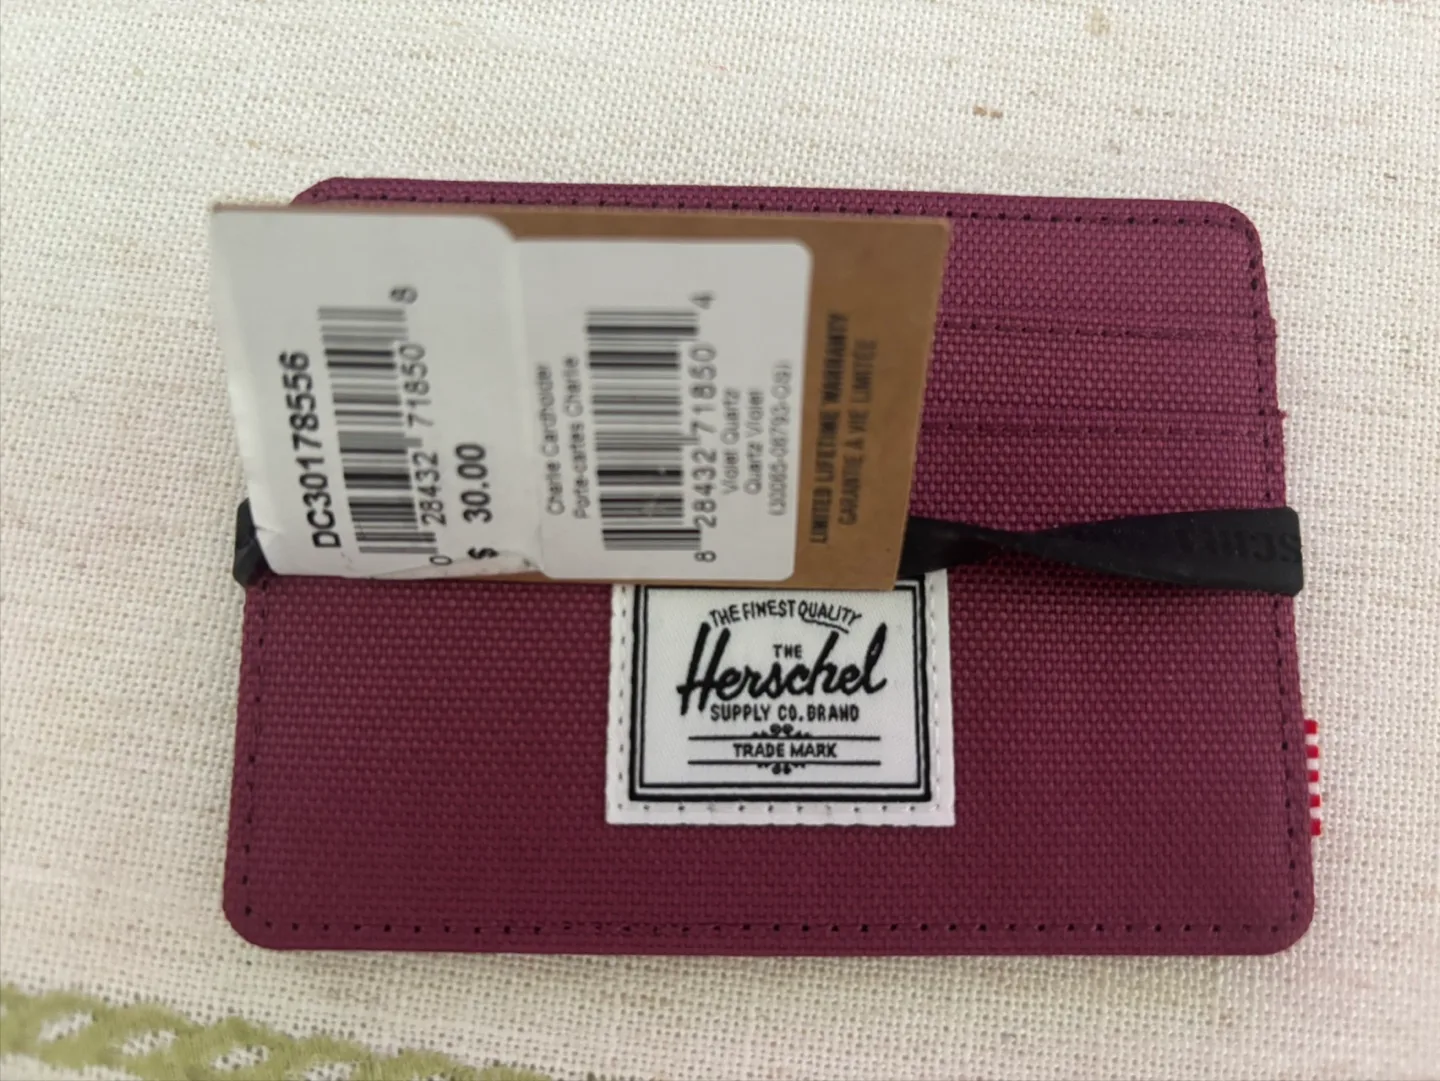 DC30178556
0 28432 71850 8
$ 30.00
Charlie Cardholder
Porte-cartes Charlie
8 28432 71850 4
Violet Quartz
Quartz Violet
LIMITED LIFETIME WARRANTY
GARANTIE À VIE LIMITÉE
THE FINEST QUALITY
THE
Herschel
SUPPLY CO. BRAND
TRADE MARK